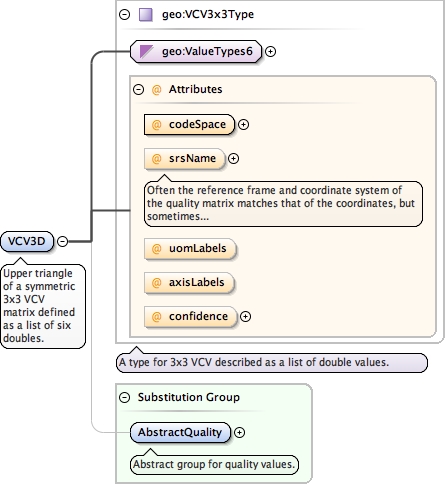 geo:VCV3x3Type
geo:ValueTypes6
@ Attributes
@ codeSpace
@ srsName
Often the reference frame and coordinate system of
the quality matrix matches that of the coordinates, but
sometimes...
@ uomLabels
@ axisLabels
@ confidence
A type for 3x3 VCV described as a list of double values.
VCV3D
Upper triangle
of a symmetric
3x3 VCV
matrix defined
as a list of six
doubles.
Substitution Group
AbstractQuality
Abstract group for quality values.